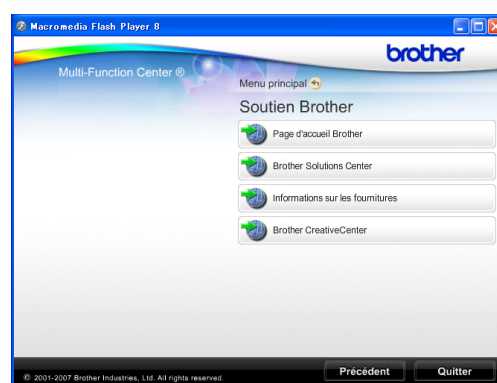 Macromedia Flash Player 8
brother
Multi-Function Center ®
Menu principal
Soutien Brother
Page d'accueil Brother
Brother Solutions Center
Informations sur les fournitures
Brother CreativeCenter
Précédent
Quitter
© 2001-2007 Brother Industries, Ltd. All rights reserved